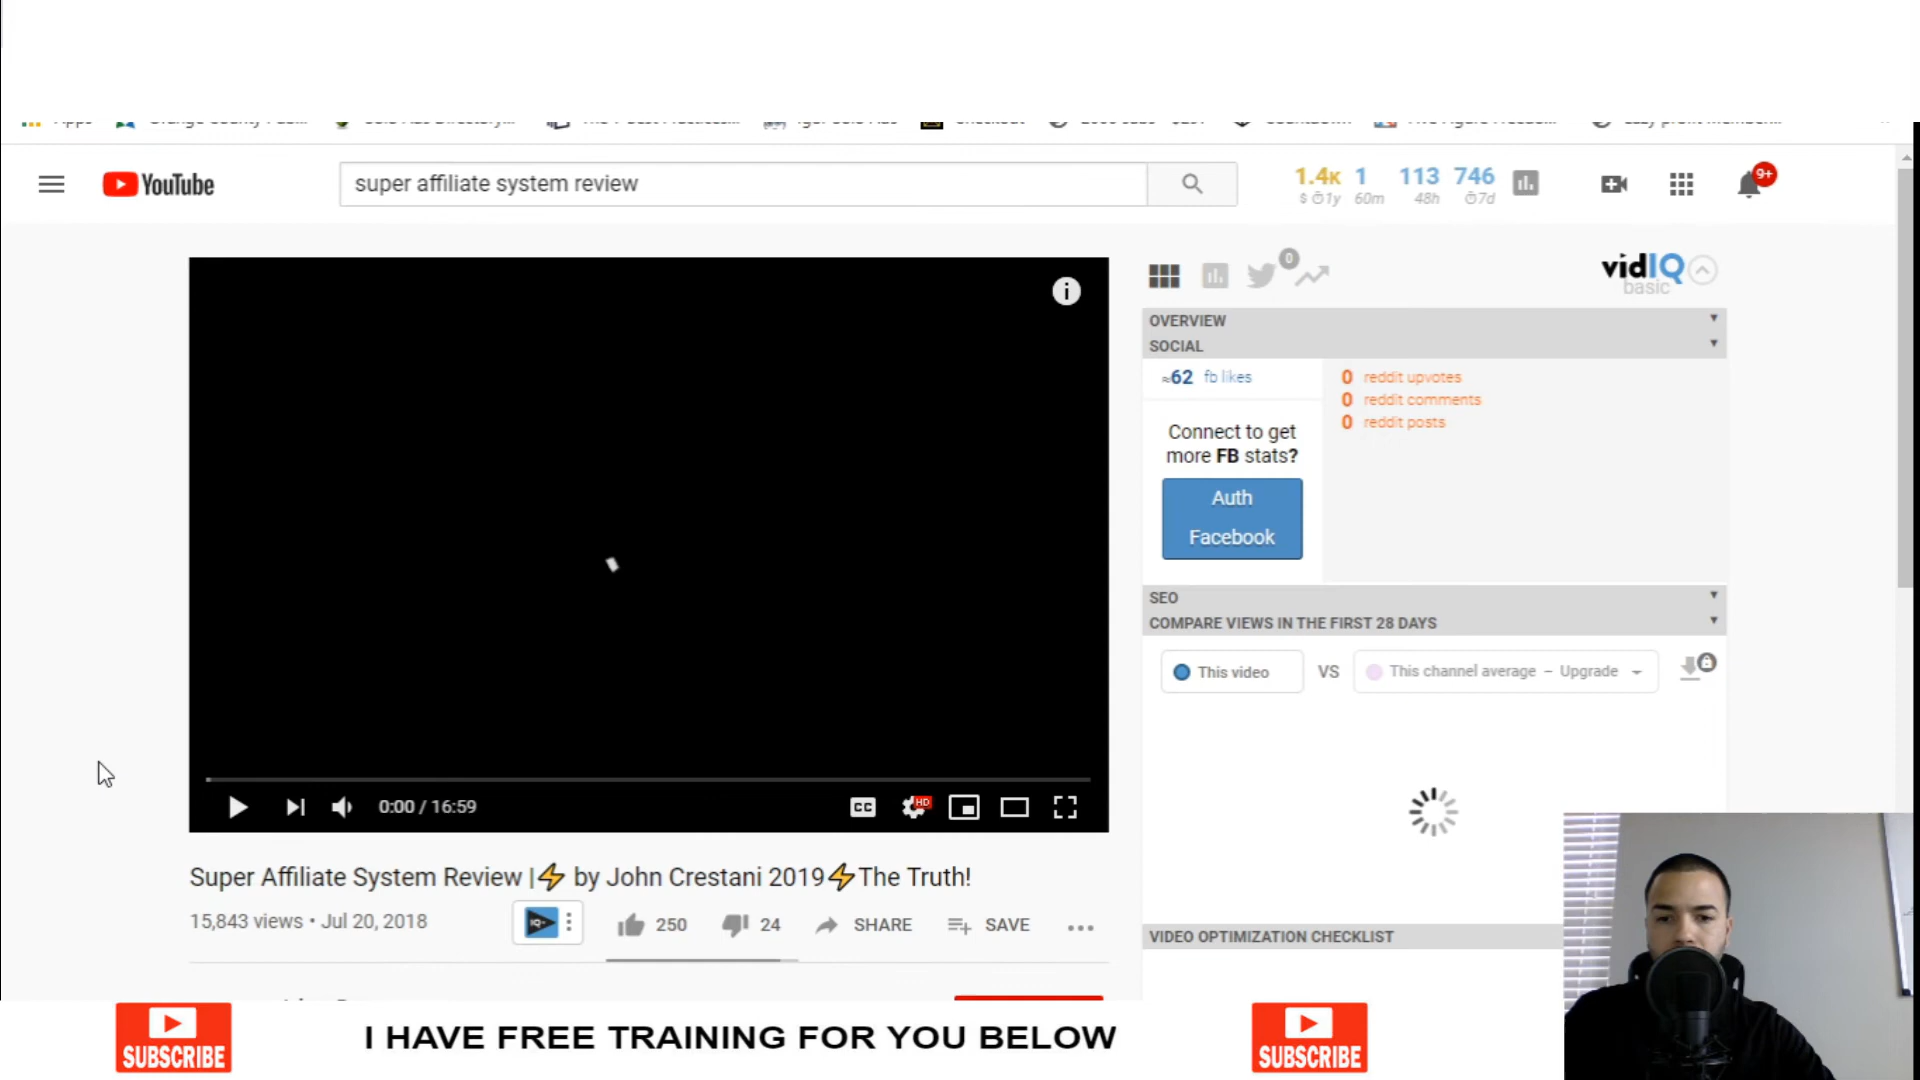 YouTube
super affiliate system review
1.4K 1 113 746
$ 1y 60m 48h 7d
9+
0
vidIQ
basic
OVERVIEW
SOCIAL
≈62 fb likes
0 reddit upvotes
0 reddit comments
0 reddit posts
Connect to get
more FB stats?
Auth
Facebook
SEO
COMPARE VIEWS IN THE FIRST 28 DAYS
This video VS This channel average – Upgrade
i
0:00 / 16:59
CC HD
Super Affiliate System Review |⚡ by John Crestani 2019⚡The Truth!
15,843 views • Jul 20, 2018
250 24 SHARE SAVE
VIDEO OPTIMIZATION CHECKLIST
SUBSCRIBE
I HAVE FREE TRAINING FOR YOU BELOW
SUBSCRIBE